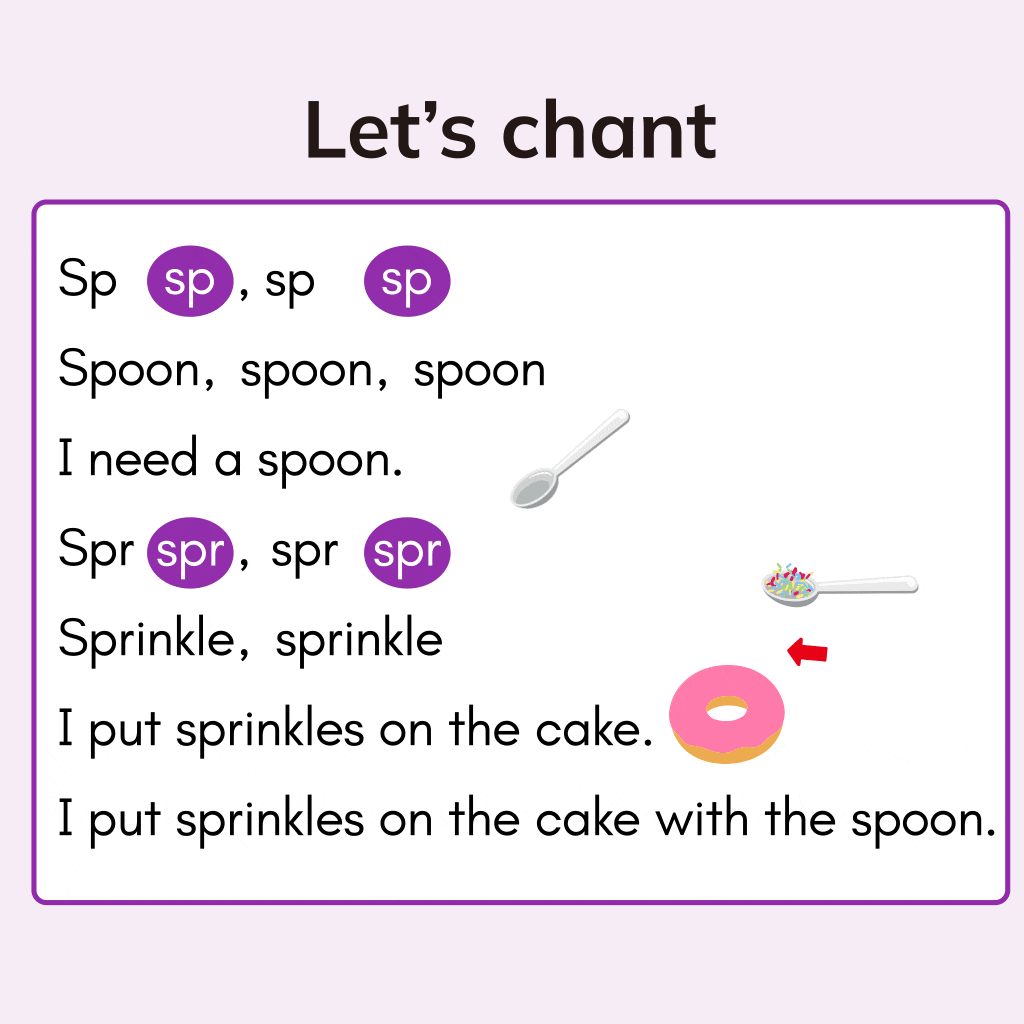 Let's chant
Sp sp, sp sp
Spoon, spoon, spoon
I need a spoon.
Spr spr, spr spr
Sprinkle, sprinkle
I put sprinkles on the cake.
I put sprinkles on the cake with the spoon.